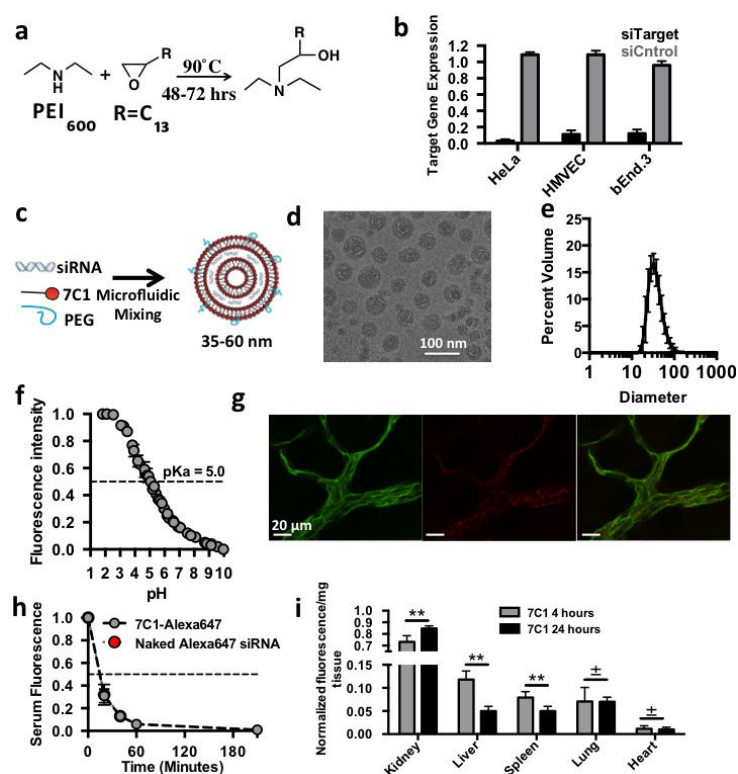 a
R
N
H
+
O
R
90˚C
48-72 hrs
R
OH
N
PEI 600
R=C 13
b
siTarget
siCntrol
Target Gene Expression
1.2
1.0
0.8
0.6
0.4
0.2
0.0
HeLa
HMVEC
bEnd.3
c
siRNA
7C1
PEG
Microfluidic
Mixing
35-60 nm
d
100 nm
e
Percent Volume
25
20
15
10
5
0
1 10 100 1000
Diameter
f
Fluorescence intensity
1.0
0.8
0.6
0.4
0.2
0.0
pKa = 5.0
1 2 3 4 5 6 7 8 9 10
pH
g
20 µm
h
Serum Fluorescence
1.0
0.8
0.6
0.4
0.2
0.0
7C1-Alexa647
Naked Alexa647 siRNA
0 60 120 180
Time (Minutes)
i
Normalized fluorescence/mg
tissue
1.0
0.9
0.8
0.7
0.15
0.10
0.05
0.00
7C1 4 hours
7C1 24 hours
**
**
**
±
±
Kidney
Liver
Spleen
Lung
Heart